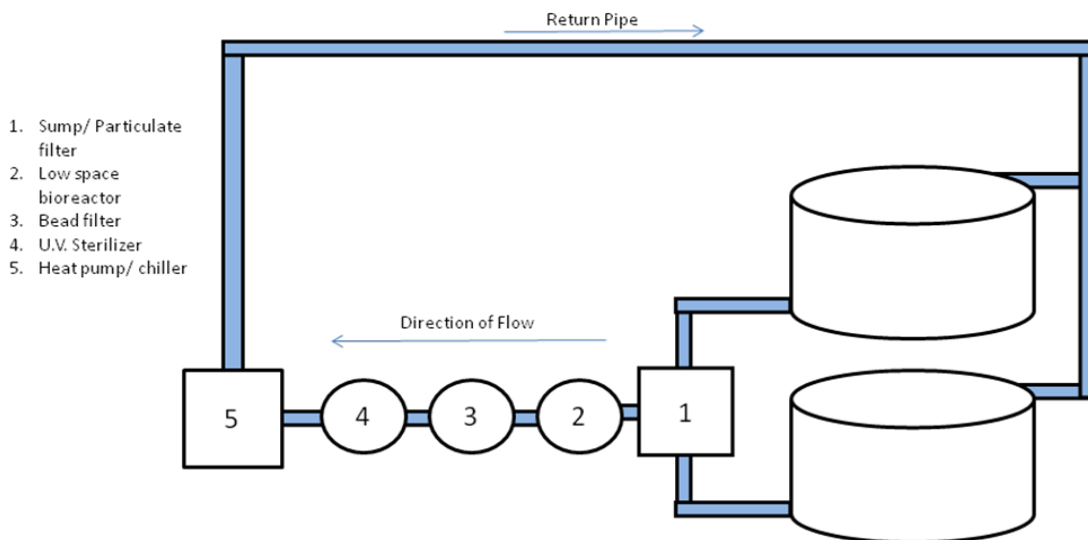 Return Pipe
1. Sump/ Particulate
filter
2. Low space
bioreactor
3. Bead filter
4. U.V. Sterilizer
5. Heat pump/ chiller
Direction of Flow
5
4
3
2
1